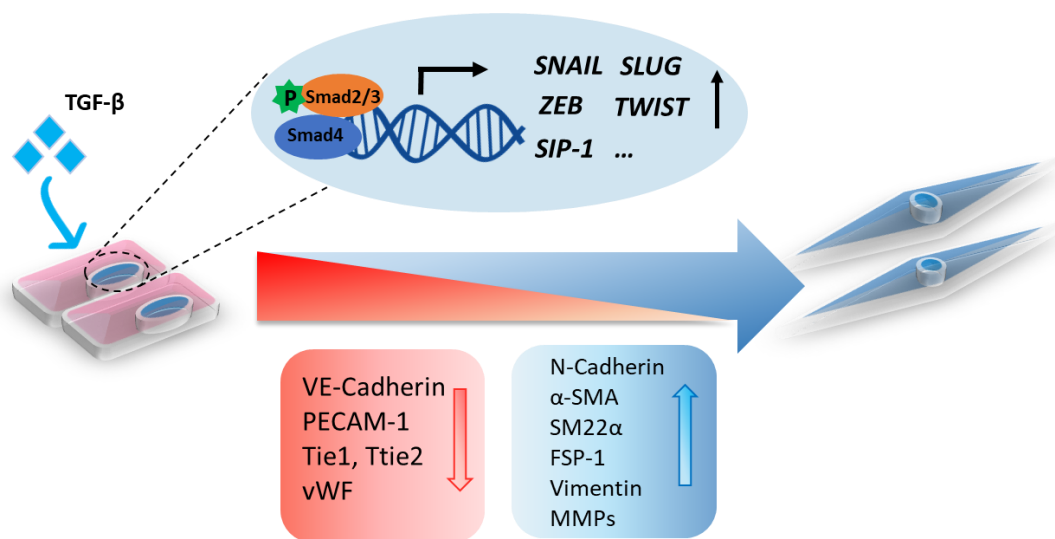 TGF-β
P
Smad2/3
Smad4
SNAIL SLUG
ZEB TWIST
SIP-1 ...
VE-Cadherin
PECAM-1
Tie1, Ttie2
vWF
N-Cadherin
α-SMA
SM22α
FSP-1
Vimentin
MMPs